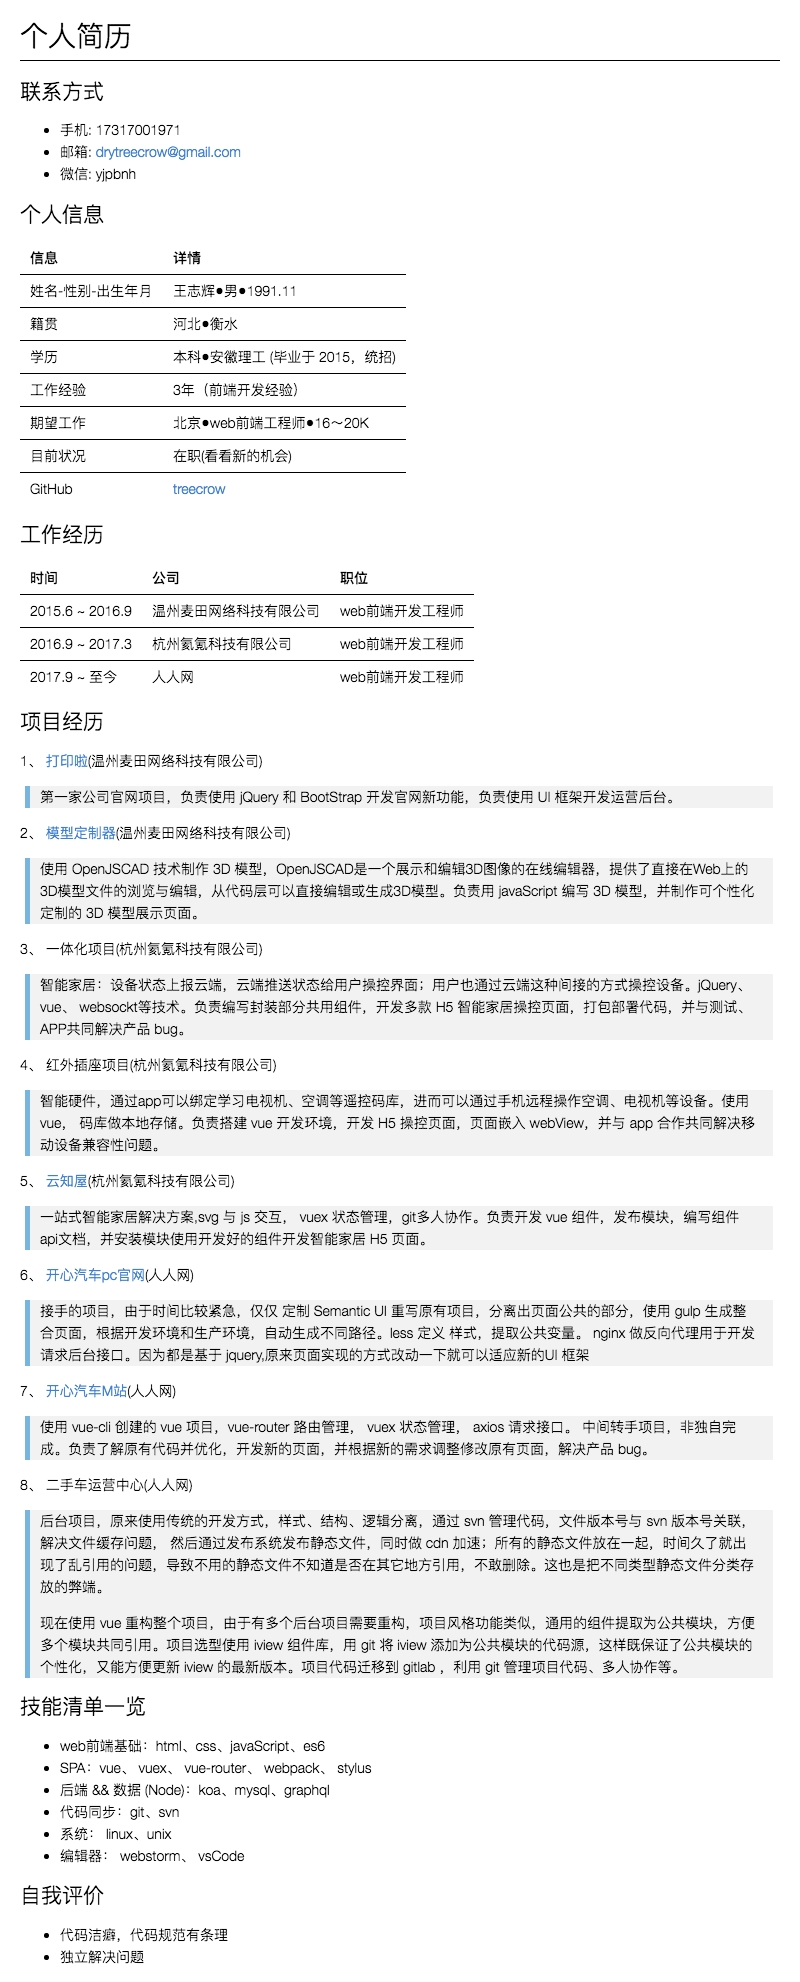 个人简历
联系方式
手机: 17317001971
邮箱: drytreecrow@gmail.com
微信: yjpbnh
个人信息
信息 详情
姓名-性别-出生年月 王志辉●男●1991.11
籍贯 河北●衡水
学历 本科●安徽理工 (毕业于 2015，统招)
工作经验 3年（前端开发经验）
期望工作 北京●web前端工程师●16～20K
目前状况 在职(看看新的机会)
GitHub treecrow
工作经历
时间 公司 职位
2015.6 ~ 2016.9 温州麦田网络科技有限公司 web前端开发工程师
2016.9 ~ 2017.3 杭州氦氪科技有限公司 web前端开发工程师
2017.9 ~ 至今 人人网 web前端开发工程师
项目经历
1、 打印啦(温州麦田网络科技有限公司)
第一家公司官网项目，负责使用 jQuery 和 BootStrap 开发官网新功能，负责使用 UI 框架开发运营后台。
2、 模型定制器(温州麦田网络科技有限公司)
使用 OpenJSCAD 技术制作 3D 模型，OpenJSCAD是一个展示和编辑3D图像的在线编辑器，提供了直接在Web上的
3D模型文件的浏览与编辑，从代码层可以直接编辑或生成3D模型。负责用 javaScript 编写 3D 模型，并制作可个性化
定制的 3D 模型展示页面。
3、 一体化项目(杭州氦氪科技有限公司)
智能家居：设备状态上报云端，云端推送状态给用户操控界面；用户也通过云端这种间接的方式操控设备。jQuery、
vue、 websockt等技术。负责编写封装部分共用组件，开发多款 H5 智能家居操控页面，打包部署代码，并与测试、
APP共同解决产品 bug。
4、 红外插座项目(杭州氦氪科技有限公司)
智能硬件，通过app可以绑定学习电视机、空调等遥控码库，进而可以通过手机远程操作空调、电视机等设备。使用
vue， 码库做本地存储。负责搭建 vue 开发环境，开发 H5 操控页面，页面嵌入 webView，并与 app 合作共同解决移
动设备兼容性问题。
5、 云知屋(杭州氦氪科技有限公司)
一站式智能家居解决方案,svg 与 js 交互， vuex 状态管理，git多人协作。负责开发 vue 组件，发布模块，编写组件
api文档，并安装模块使用开发好的组件开发智能家居 H5 页面。
6、 开心汽车pc官网(人人网)
接手的项目，由于时间比较紧急，仅仅 定制 Semantic UI 重写原有项目，分离出页面公共的部分，使用 gulp 生成整
合页面，根据开发环境和生产环境，自动生成不同路径。less 定义 样式，提取公共变量。 nginx 做反向代理用于开发
请求后台接口。因为都是基于 jquery,原来页面实现的方式改动一下就可以适应新的UI 框架
7、 开心汽车M站(人人网)
使用 vue-cli 创建的 vue 项目，vue-router 路由管理， vuex 状态管理， axios 请求接口。 中间转手项目，非独自完
成。负责了解原有代码并优化，开发新的页面，并根据新的需求调整修改原有页面，解决产品 bug。
8、 二手车运营中心(人人网)
后台项目，原来使用传统的开发方式，样式、结构、逻辑分离，通过 svn 管理代码，文件版本号与 svn 版本号关联，
解决文件缓存问题， 然后通过发布系统发布静态文件，同时做 cdn 加速；所有的静态文件放在一起，时间久了就出
现了乱引用的问题，导致不用的静态文件不知道是否在其它地方引用，不敢删除。这也是把不同类型静态文件分类存
放的弊端。
现在使用 vue 重构整个项目，由于有多个后台项目需要重构，项目风格功能类似，通用的组件提取为公共模块，方便
多个模块共同引用。项目选型使用 iview 组件库，用 git 将 iview 添加为公共模块的代码源，这样既保证了公共模块的
个性化，又能方便更新 iview 的最新版本。项目代码迁移到 gitlab ，利用 git 管理项目代码、多人协作等。
技能清单一览
web前端基础：html、css、javaScript、es6
SPA：vue、 vuex、 vue-router、 webpack、 stylus
后端 && 数据 (Node)：koa、mysql、graphql
代码同步：git、svn
系统： linux、unix
编辑器： webstorm、 vsCode
自我评价
代码洁癖，代码规范有条理
独立解决问题